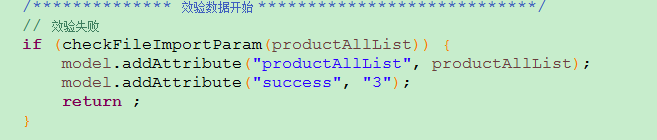 /************** 效验数据开始 ****************************/
// 效验失败
if (checkFileImportParam(productAllList)) {
model.addAttribute("productAllList", productAllList);
model.addAttribute("success", "3");
return ;
}